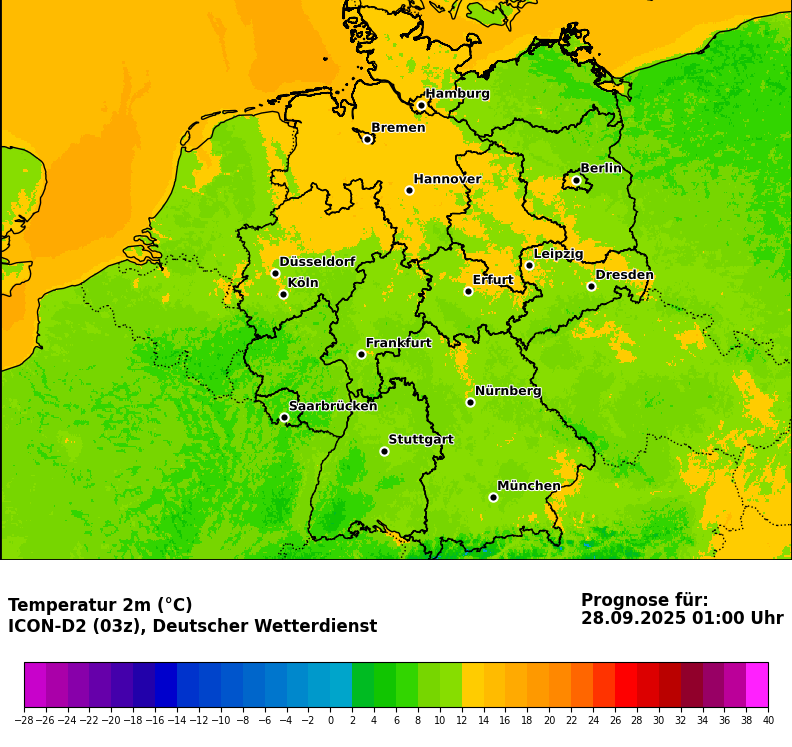 Hamburg
Bremen
Berlin
Hannover
Leipzig
Düsseldorf
Dresden
Köln
Erfurt
Frankfurt
Nürnberg
Saarbrücken
Stuttgart
München
Temperatur 2m (°C)
ICON-D2 (03z), Deutscher Wetterdienst
Prognose für:
28.09.2025 01:00 Uhr
−28 −26 −24 −22 −20 −18 −16 −14 −12 −10 −8 −6 −4 −2 0 2 4 6 8 10 12 14 16 18 20 22 24 26 28 30 32 34 36 38 40